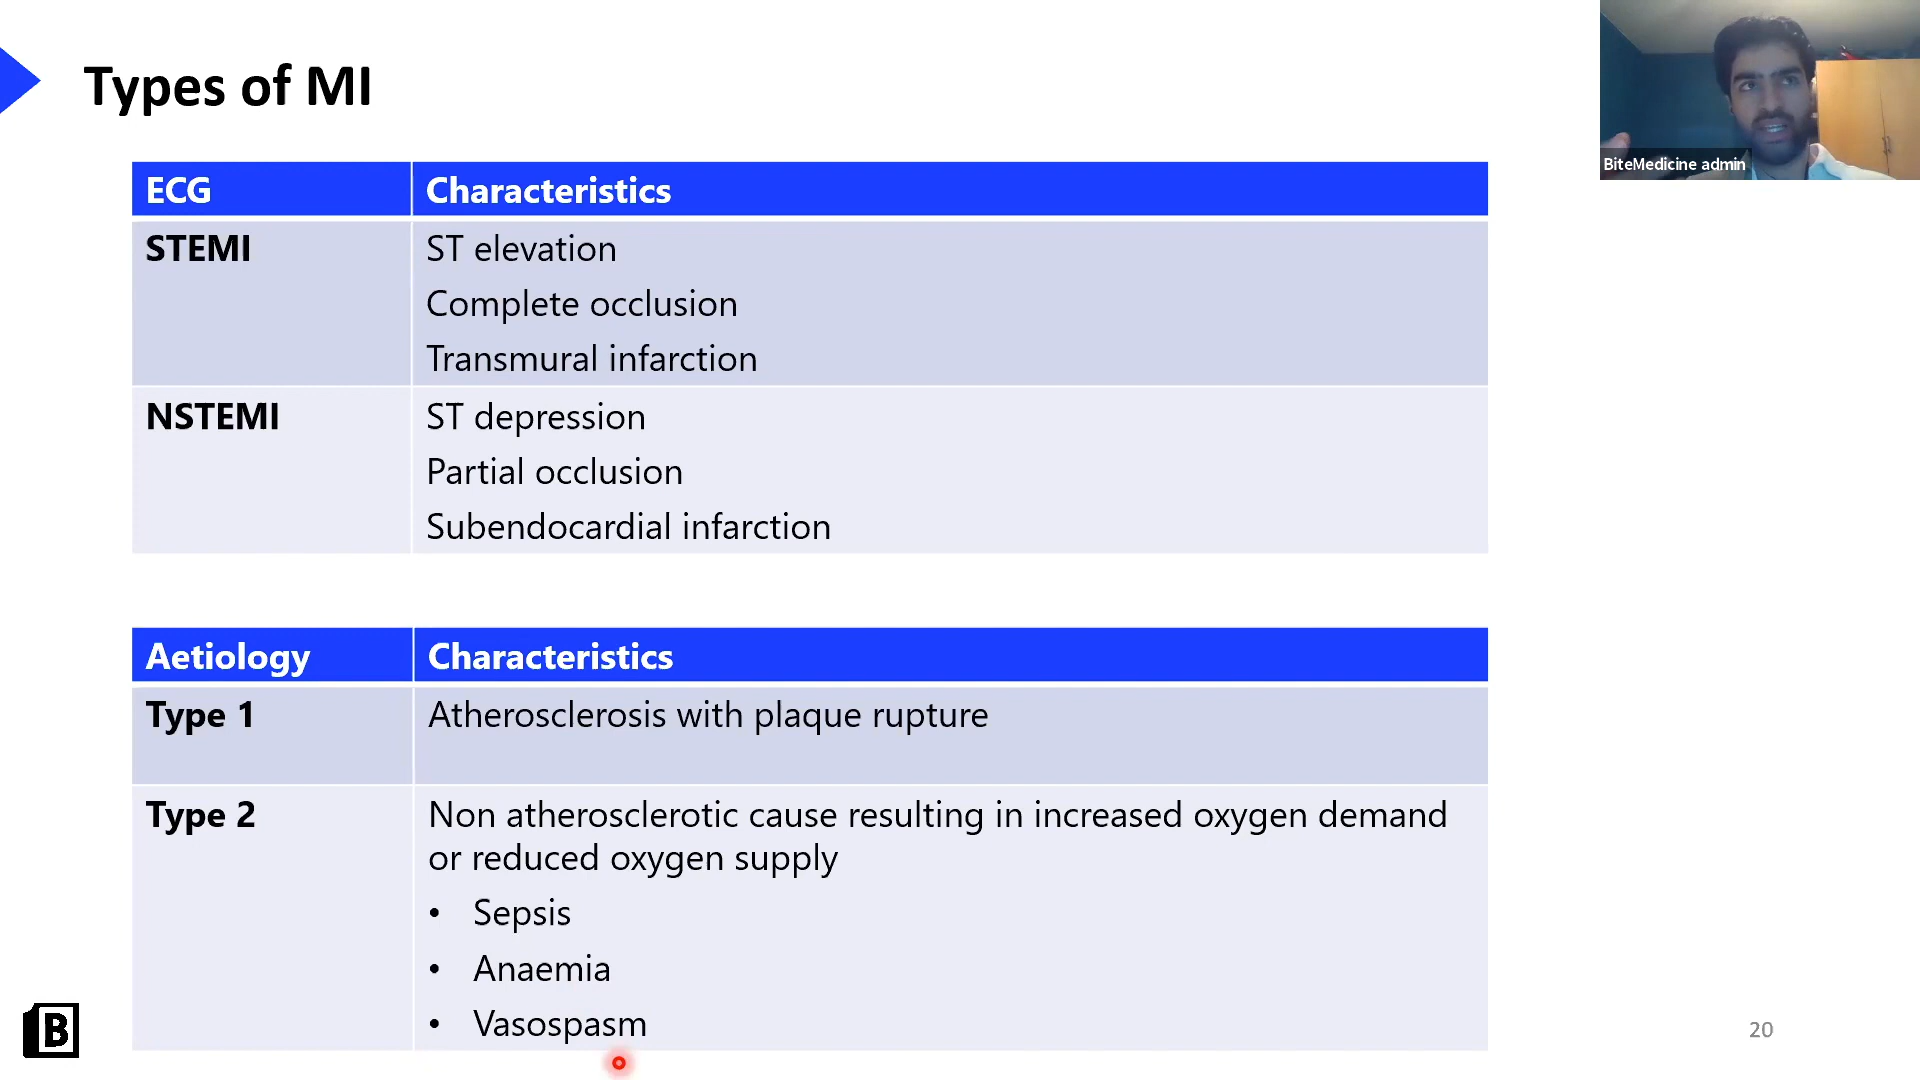 Types of MI
BiteMedicine admin
ECG Characteristics
STEMI ST elevation
Complete occlusion
Transmural infarction
NSTEMI ST depression
Partial occlusion
Subendocardial infarction
Aetiology Characteristics
Type 1 Atherosclerosis with plaque rupture
Type 2 Non atherosclerotic cause resulting in increased oxygen demand
or reduced oxygen supply
• Sepsis
• Anaemia
• Vasospasm
B
20